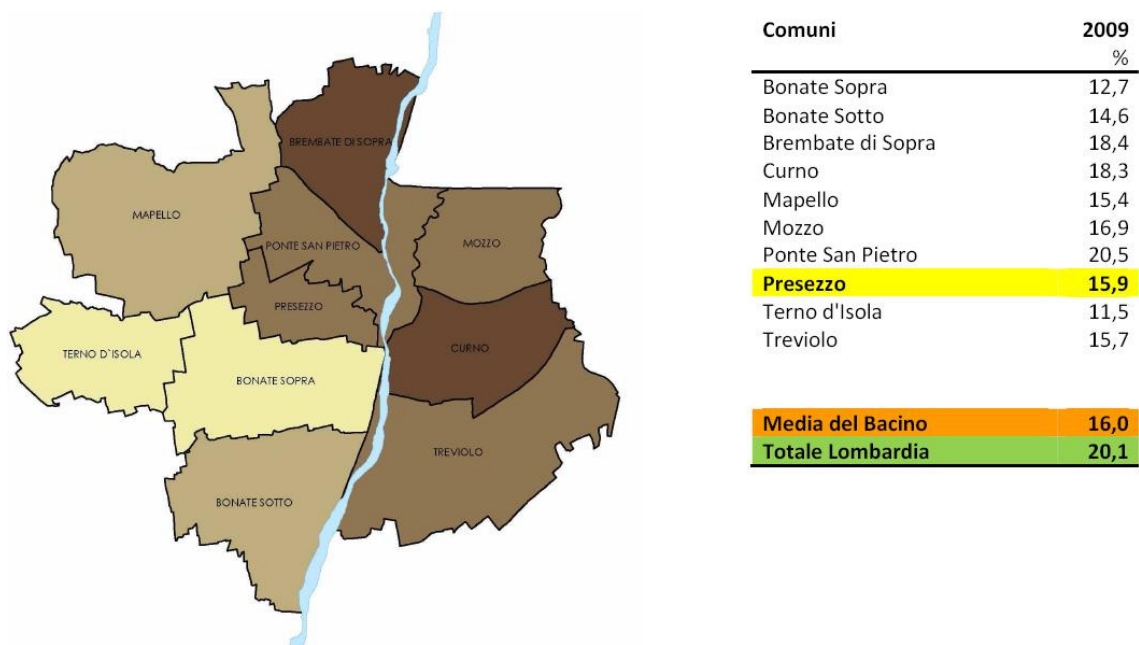 BREMBATE DI SOPRA
MAPELLO
PONTE SAN PIETRO
MOZZO
PRESEZZO
TERNO D'ISOLA
CURNO
BONATE SOPRA
TREVIOLO
BONATE SOTTO
Comuni 2009
%
Bonate Sopra 12,7
Bonate Sotto 14,6
Brembate di Sopra 18,4
Curno 18,3
Mapello 15,4
Mozzo 16,9
Ponte San Pietro 20,5
Presezzo 15,9
Terno d'Isola 11,5
Treviolo 15,7
Media del Bacino 16,0
Totale Lombardia 20,1